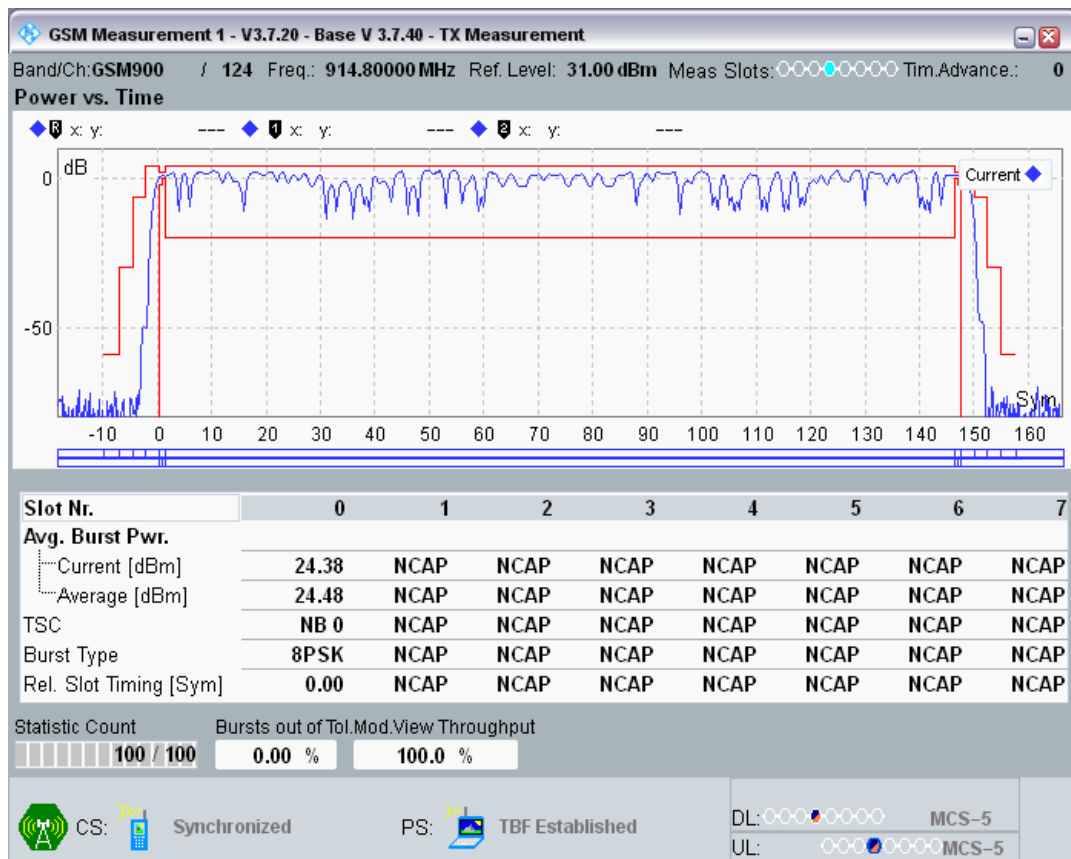 GSM Measurement 1 - V3.7.20 - Base V 3.7.40 - TX Measurement
Band/Ch:GSM900 / 124 Freq.: 914.80000 MHz Ref. Level: 31.00 dBm Meas Slots: Tim.Advance.: 0
Power vs. Time
R x: y: --- 1 x: y: --- 2 x: y: ---
dB
0
Current
-50
Sym
-10 0 10 20 30 40 50 60 70 80 90 100 110 120 130 140 150 160
Slot Nr. 0 1 2 3 4 5 6 7
Avg. Burst Pwr.
Current [dBm] 24.38 NCAP NCAP NCAP NCAP NCAP NCAP NCAP
Average [dBm] 24.48 NCAP NCAP NCAP NCAP NCAP NCAP NCAP
TSC NB 0 NCAP NCAP NCAP NCAP NCAP NCAP NCAP
Burst Type 8PSK NCAP NCAP NCAP NCAP NCAP NCAP NCAP
Rel. Slot Timing [Sym] 0.00 NCAP NCAP NCAP NCAP NCAP NCAP NCAP
Statistic Count Bursts out of Tol. Mod.View Throughput
100 / 100 0.00 % 100.0 %
CS: Synchronized PS: TBF Established
DL: MCS-5
UL: MCS-5